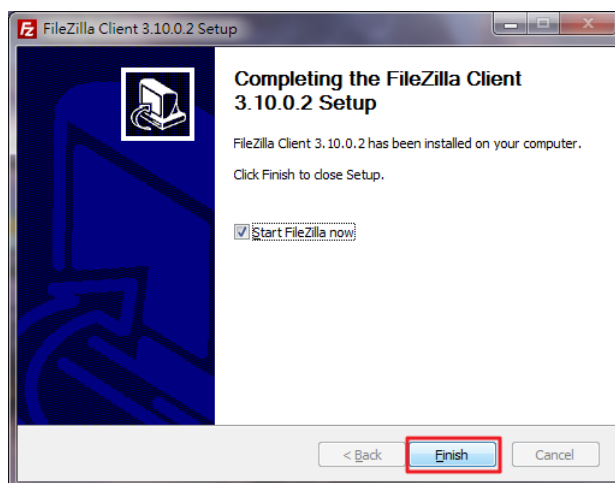 FileZilla Client 3.10.0.2 Setup
Completing the FileZilla Client
3.10.0.2 Setup
FileZilla Client 3.10.0.2 has been installed on your computer.
Click Finish to close Setup.
Start FileZilla now
< Back Finish Cancel